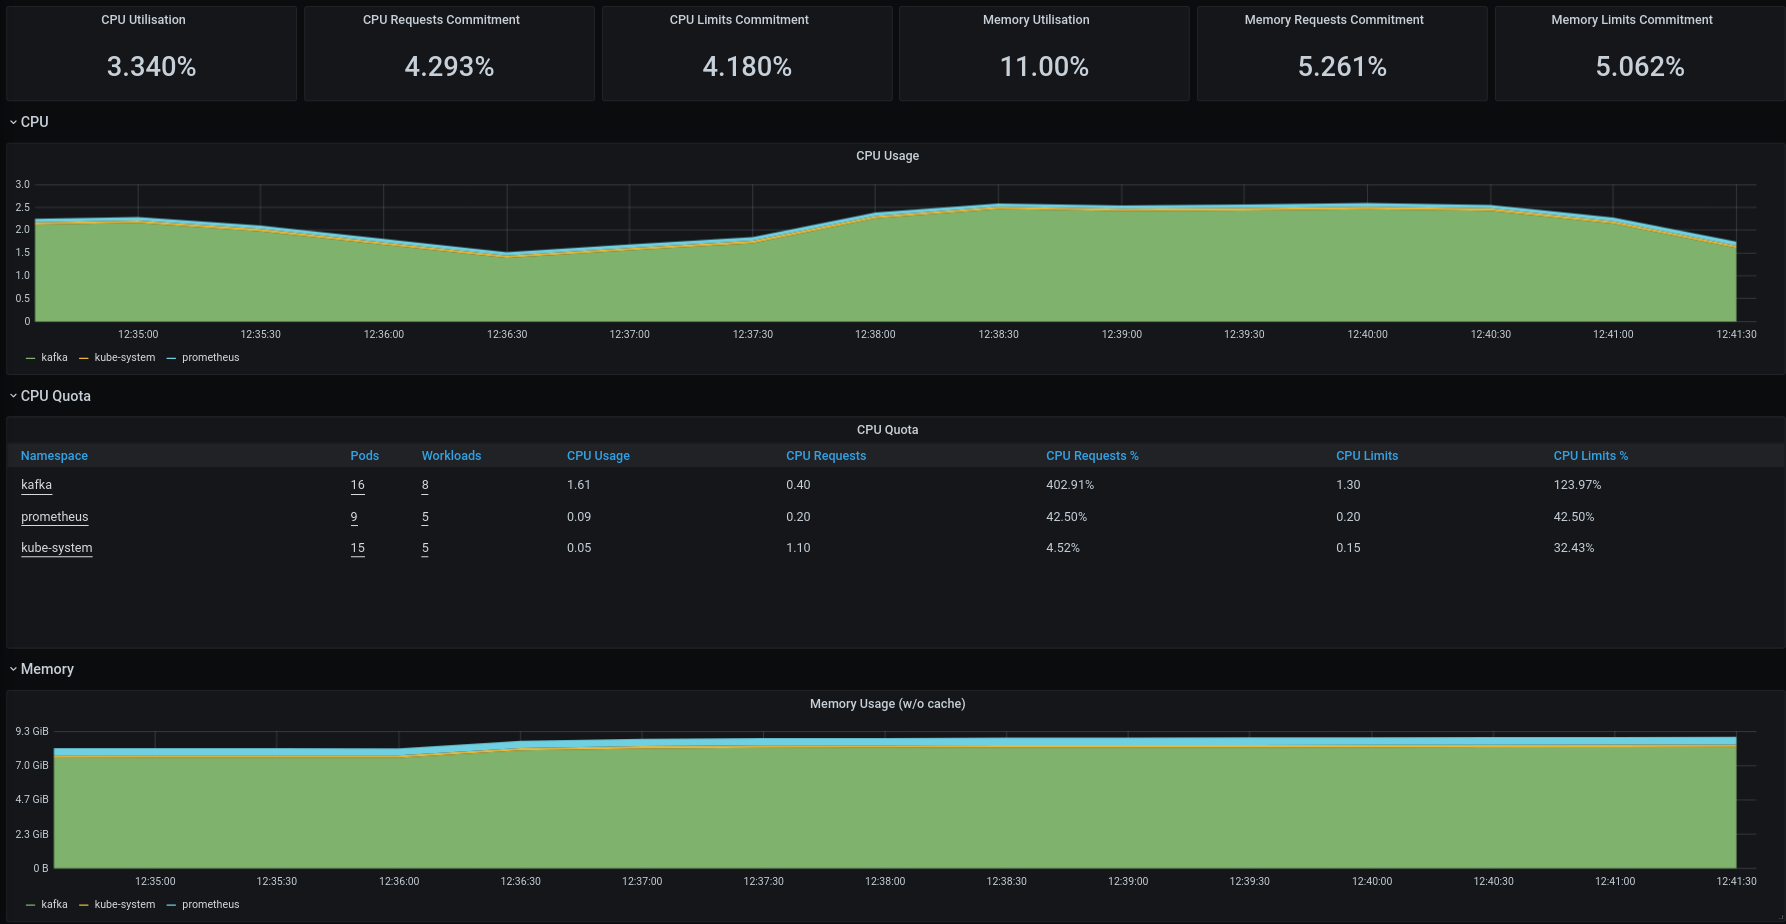 CPU Utilisation CPU Requests Commitment CPU Limits Commitment Memory Utilisation Memory Requests Commitment Memory Limits Commitment
3.340% 4.293% 4.180% 11.00% 5.261% 5.062%
CPU
CPU Usage
3.0
2.5
2.0
1.5
1.0
0.5
0
12:35:00 12:35:30 12:36:00 12:36:30 12:37:00 12:37:30 12:38:00 12:38:30 12:39:00 12:39:30 12:40:00 12:40:30 12:41:00 12:41:30
kafka kube-system prometheus
CPU Quota
CPU Quota
Namespace Pods Workloads CPU Usage CPU Requests CPU Requests % CPU Limits CPU Limits %
kafka 16 8 1.61 0.40 402.91% 1.30 123.97%
prometheus 9 5 0.09 0.20 42.50% 0.20 42.50%
kube-system 15 5 0.05 1.10 4.52% 0.15 32.43%
Memory
Memory Usage (w/o cache)
9.3 GiB
7.0 GiB
4.7 GiB
2.3 GiB
0 B
12:35:00 12:35:30 12:36:00 12:36:30 12:37:00 12:37:30 12:38:00 12:38:30 12:39:00 12:39:30 12:40:00 12:40:30 12:41:00 12:41:30
kafka kube-system prometheus